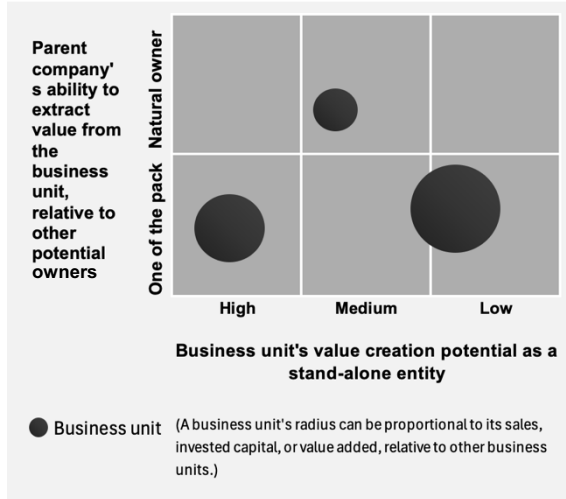 Parent
company'
s ability to
extract
value from
the
business
unit,
relative to
other
potential
owners
Natural owner
One of the pack
High
Medium
Low
Business unit's value creation potential as a
stand-alone entity
Business unit
(A business unit's radius can be proportional to its sales,
invested capital, or value added, relative to other business
units.)